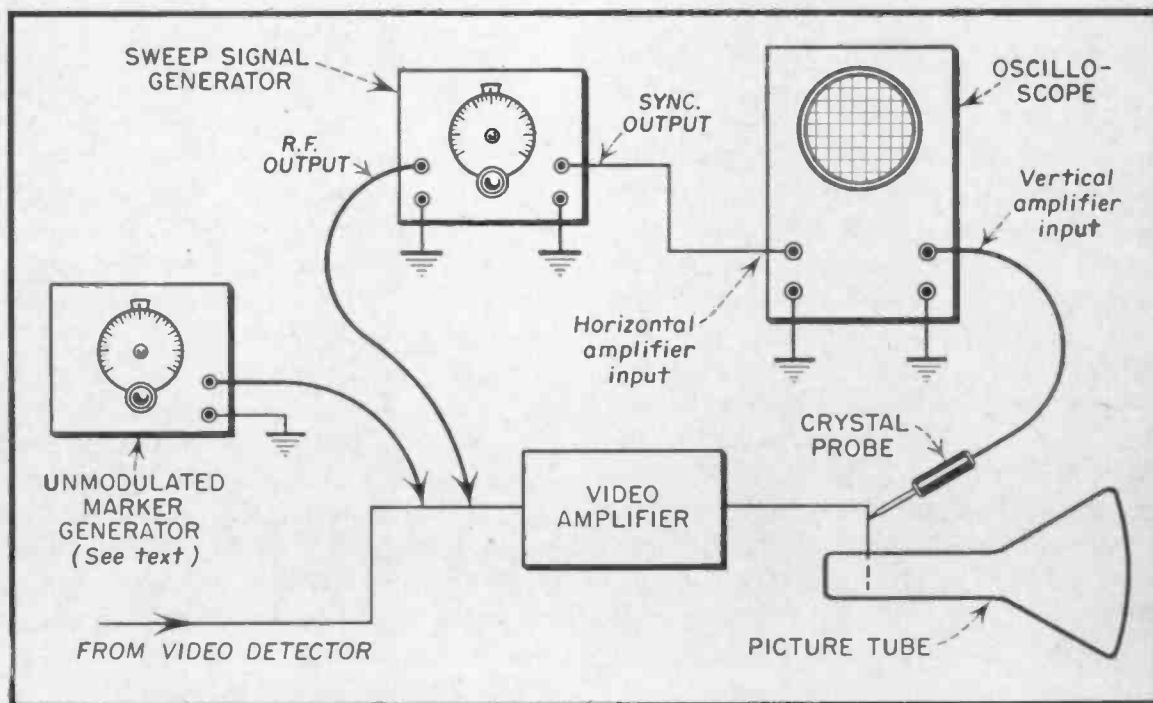 SWEEP SIGNAL
GENERATOR
R.F.
OUTPUT
SYNC.
OUTPUT
OSCILLO-
SCOPE
Vertical
amplifier
input
Horizontal
amplifier
input
UNMODULATED
MARKER
GENERATOR
(See text)
CRYSTAL
PROBE
VIDEO
AMPLIFIER
FROM VIDEO DETECTOR
PICTURE TUBE